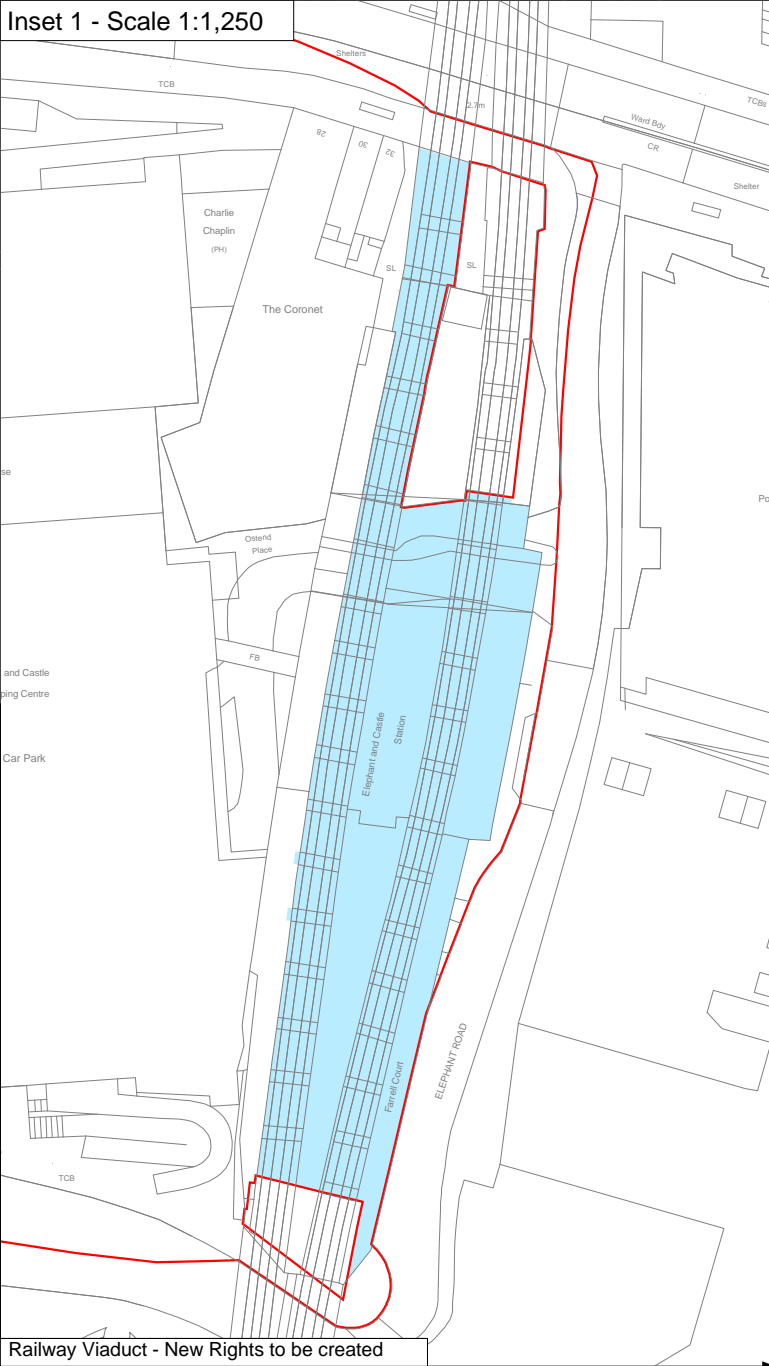 Inset 1 - Scale 1:1,250
Shelters
TCB
2.7m
TCBs
Ward Bdy
CR
Shelter
28
30
32
Charlie
Chaplin
(PH)
SL
SL
The Coronet
se
Po
Ostend
Place
FB
and Castle
ping Centre
Car Park
Elephant and Castle
Station
ELEPHANT ROAD
Farrell Court
TCB
Railway Viaduct - New Rights to be created